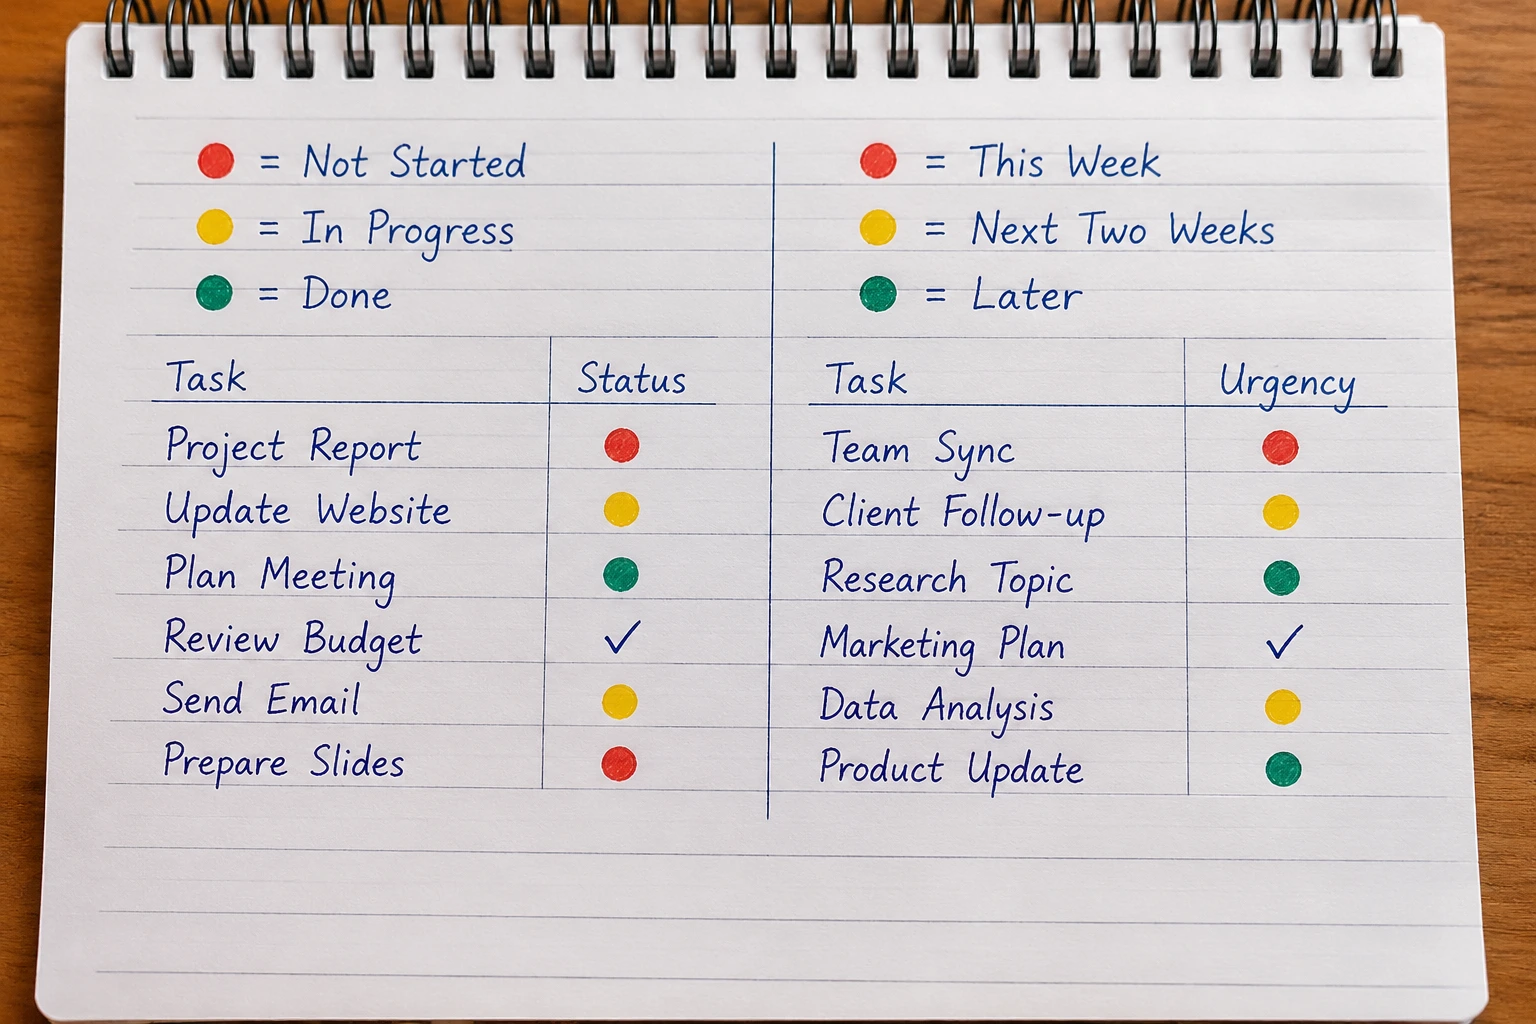 = Not Started
= In Progress
= Done
Task Status
Project Report
Update Website
Plan Meeting
Review Budget ✓
Send Email
Prepare Slides
= This Week
= Next Two Weeks
= Later
Task Urgency
Team Sync
Client Follow-up
Research Topic
Marketing Plan ✓
Data Analysis
Product Update